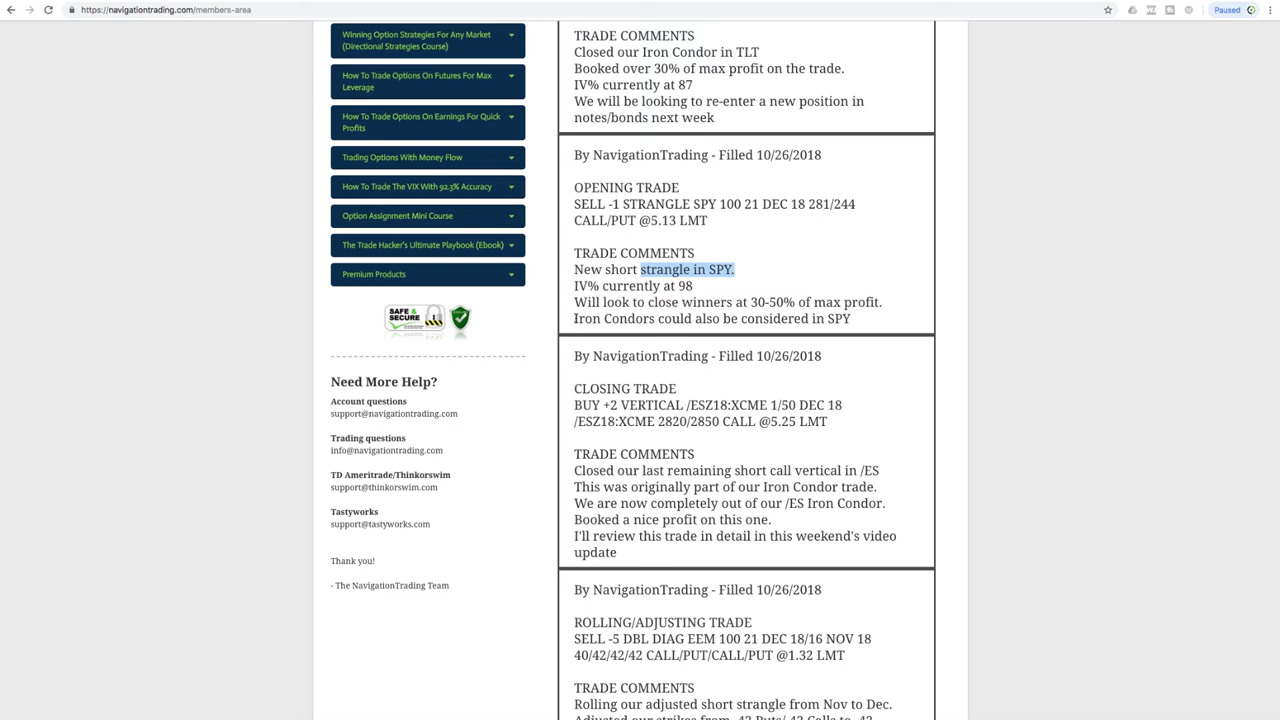 https://navigationtrading.com/members-area
Paused
Winning Option Strategies For Any Market
(Directional Strategies Course)
How To Trade Options On Futures For Max
Leverage
How To Trade Options On Earnings For Quick
Profits
Trading Options With Money Flow
How To Trade The VIX With 92.3% Accuracy
Option Assignment Mini Course
The Trade Hacker's Ultimate Playbook (Ebook)
Premium Products
SAFE &
SECURE
Need More Help?
Account questions
support@navigationtrading.com
Trading questions
info@navigationtrading.com
TD Ameritrade/Thinkorswim
support@thinkorswim.com
Tastyworks
support@tastyworks.com
Thank you!
- The NavigationTrading Team
TRADE COMMENTS
Closed our Iron Condor in TLT
Booked over 30% of max profit on the trade.
IV% currently at 87
We will be looking to re-enter a new position in
notes/bonds next week
By NavigationTrading - Filled 10/26/2018
OPENING TRADE
SELL -1 STRANGLE SPY 100 21 DEC 18 281/244
CALL/PUT @5.13 LMT
TRADE COMMENTS
New short strangle in SPY.
IV% currently at 98
Will look to close winners at 30-50% of max profit.
Iron Condors could also be considered in SPY
By NavigationTrading - Filled 10/26/2018
CLOSING TRADE
BUY +2 VERTICAL /ESZ18:XCME 1/50 DEC 18
/ESZ18:XCME 2820/2850 CALL @5.25 LMT
TRADE COMMENTS
Closed our last remaining short call vertical in /ES
This was originally part of our Iron Condor trade.
We are now completely out of our /ES Iron Condor.
Booked a nice profit on this one.
I'll review this trade in detail in this weekend's video
update
By NavigationTrading - Filled 10/26/2018
ROLLING/ADJUSTING TRADE
SELL -5 DBL DIAG EEM 100 21 DEC 18/16 NOV 18
40/42/42/42 CALL/PUT/CALL/PUT @1.32 LMT
TRADE COMMENTS
Rolling our adjusted short strangle from Nov to Dec.